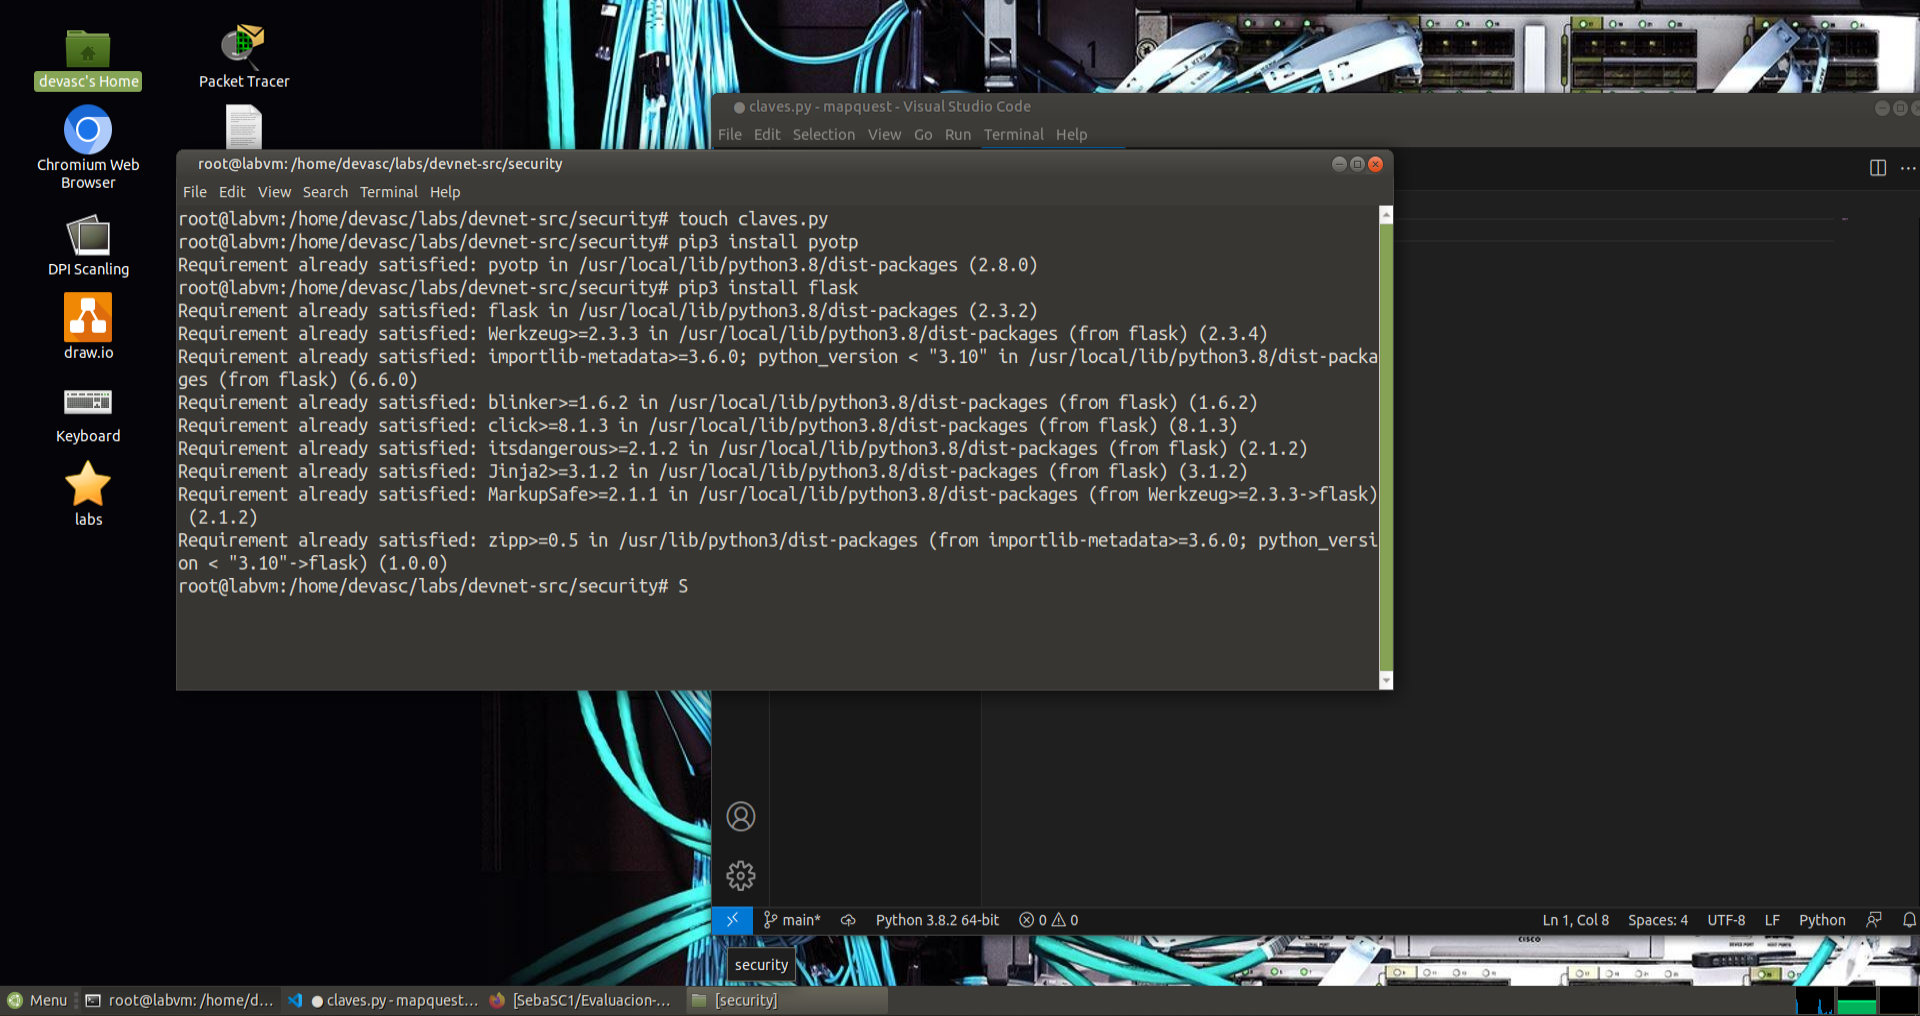 devasc's Home
Packet Tracer
Chromium Web
Browser
DPI Scanling
draw.io
Keyboard
labs
claves.py - mapquest - Visual Studio Code
File Edit Selection View Go Run Terminal Help
root@labvm: /home/devasc/labs/devnet-src/security
File Edit View Search Terminal Help
root@labvm:/home/devasc/labs/devnet-src/security# touch claves.py
root@labvm:/home/devasc/labs/devnet-src/security# pip3 install pyotp
Requirement already satisfied: pyotp in /usr/local/lib/python3.8/dist-packages (2.8.0)
root@labvm:/home/devasc/labs/devnet-src/security# pip3 install flask
Requirement already satisfied: flask in /usr/local/lib/python3.8/dist-packages (2.3.2)
Requirement already satisfied: Werkzeug>=2.3.3 in /usr/local/lib/python3.8/dist-packages (from flask) (2.3.4)
Requirement already satisfied: importlib-metadata>=3.6.0; python_version < "3.10" in /usr/local/lib/python3.8/dist-packa
ges (from flask) (6.6.0)
Requirement already satisfied: blinker>=1.6.2 in /usr/local/lib/python3.8/dist-packages (from flask) (1.6.2)
Requirement already satisfied: click>=8.1.3 in /usr/local/lib/python3.8/dist-packages (from flask) (8.1.3)
Requirement already satisfied: itsdangerous>=2.1.2 in /usr/local/lib/python3.8/dist-packages (from flask) (2.1.2)
Requirement already satisfied: Jinja2>=3.1.2 in /usr/local/lib/python3.8/dist-packages (from flask) (3.1.2)
Requirement already satisfied: MarkupSafe>=2.1.1 in /usr/local/lib/python3.8/dist-packages (from Werkzeug>=2.3.3->flask)
(2.1.2)
Requirement already satisfied: zipp>=0.5 in /usr/lib/python3/dist-packages (from importlib-metadata>=3.6.0; python_versi
on < "3.10"->flask) (1.0.0)
root@labvm:/home/devasc/labs/devnet-src/security# S
main* Python 3.8.2 64-bit 0 0 Ln 1, Col 8 Spaces: 4 UTF-8 LF Python
CISCO
security
Menu root@labvm: /home/d... claves.py - mapquest... [SebaSC1/Evaluacion-... [security]